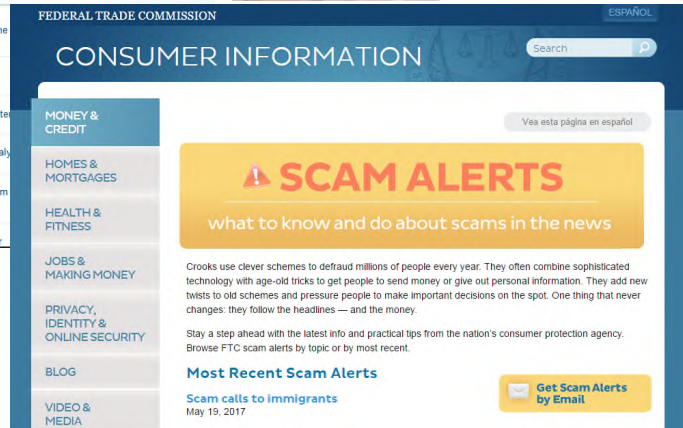 FEDERAL TRADE COMMISSION
ESPAÑOL
CONSUMER INFORMATION
Search
MONEY &
CREDIT
HOMES &
MORTGAGES
HEALTH &
FITNESS
JOBS &
MAKING MONEY
PRIVACY,
IDENTITY &
ONLINE SECURITY
BLOG
VIDEO &
MEDIA
Vea esta página en español
SCAM ALERTS
what to know and do about scams in the news
Crooks use clever schemes to defraud millions of people every year. They often combine sophisticated
technology with age-old tricks to get people to send money or give out personal information. They add new
twists to old schemes and pressure people to make important decisions on the spot. One thing that never
changes: they follow the headlines — and the money.
Stay a step ahead with the latest info and practical tips from the nation's consumer protection agency.
Browse FTC scam alerts by topic or by most recent.
Most Recent Scam Alerts
Scam calls to immigrants
May 19, 2017
Get Scam Alerts
by Email